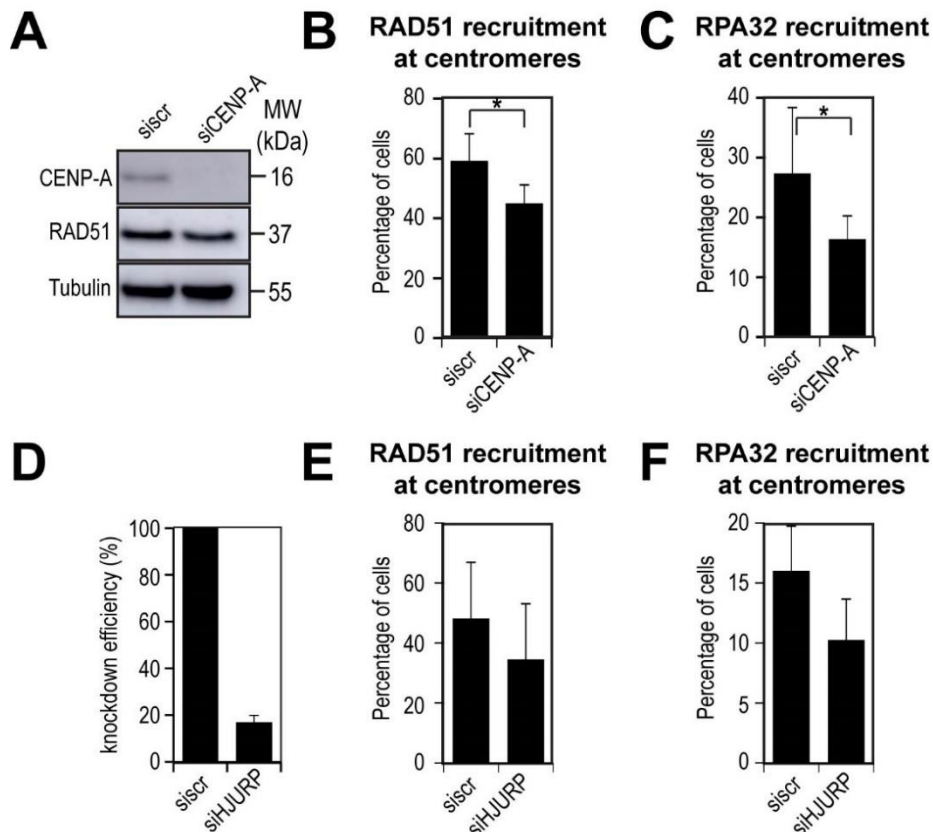 A
siscr
siCENP-A
MW
(kDa)
CENP-A
16
RAD51
37
Tubulin
55
B
RAD51 recruitment
at centromeres
Percentage of cells
80
60
40
20
0
*
siscr
siCENP-A
C
RPA32 recruitment
at centromeres
Percentage of cells
40
30
20
10
0
*
siscr
siCENP-A
D
knockdown efficiency (%)
100
80
60
40
20
0
siscr
siHJURP
E
RAD51 recruitment
at centromeres
Percentage of cells
80
60
40
20
0
siscr
siHJURP
F
RPA32 recruitment
at centromeres
Percentage of cells
20
15
10
5
0
siscr
siHJURP